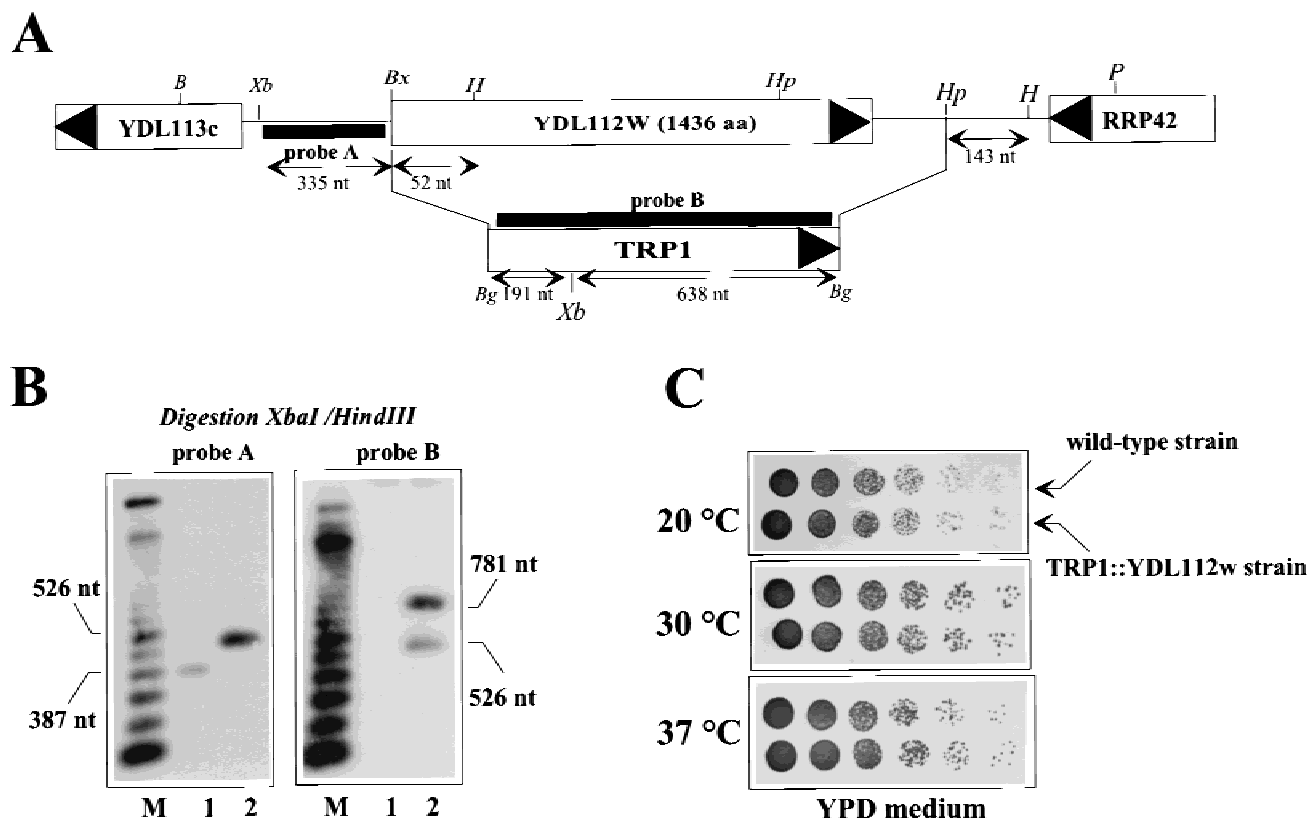 A
B
Xb
Bx
H
Hp
Hp
H
P
YDL113c
YDL112W (1436 aa)
RRP42
probe A
335 nt
52 nt
143 nt
probe B
TRP1
Bg
191 nt
Xb
638 nt
Bg
B
Digestion XbaI /HindIII
probe A
probe B
526 nt
387 nt
781 nt
526 nt
M 1 2
M 1 2
C
wild-type strain
20 °C
TRP1::YDL112w strain
30 °C
37 °C
YPD medium